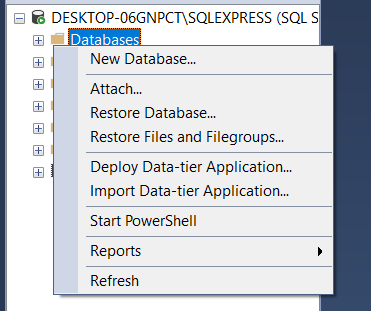 DESKTOP-06GNPCT\SQLEXPRESS (SQL S
Databases
New Database...
Attach...
Restore Database...
Restore Files and Filegroups...
Deploy Data-tier Application...
Import Data-tier Application...
Start PowerShell
Reports
Refresh